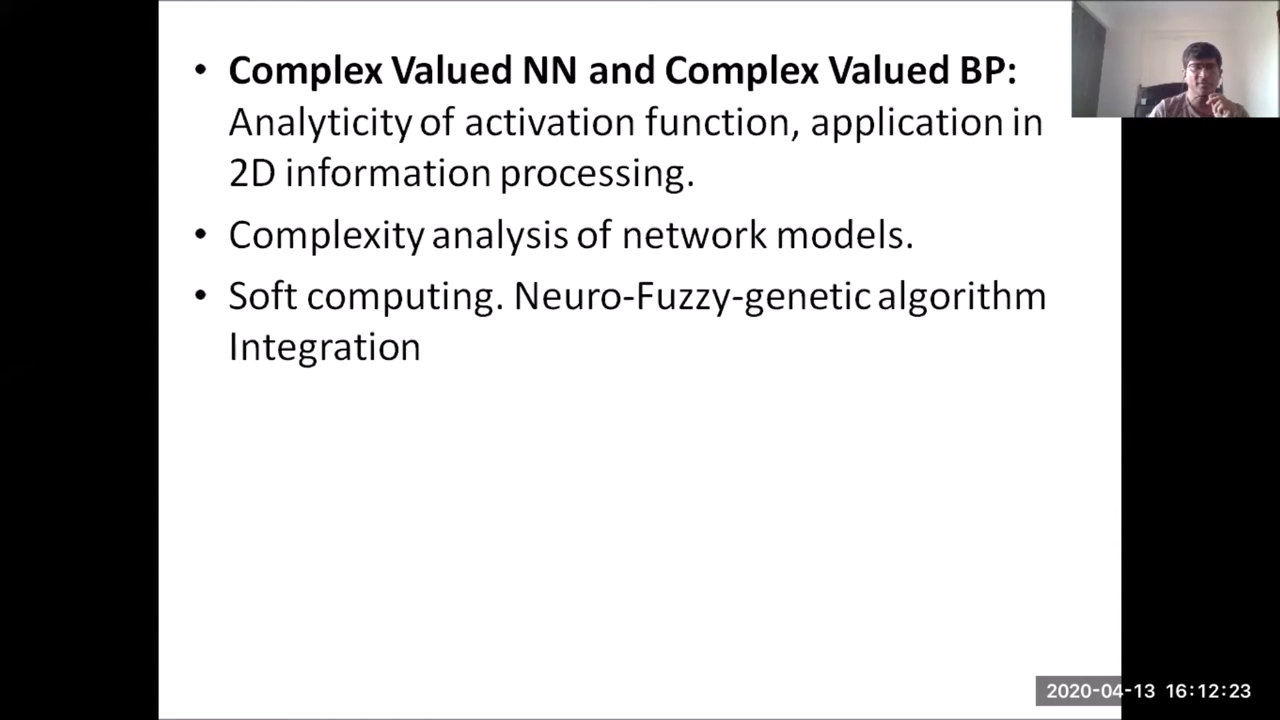 • Complex Valued NN and Complex Valued BP:
Analyticity of activation function, application in
2D information processing.
• Complexity analysis of network models.
• Soft computing. Neuro-Fuzzy-genetic algorithm
Integration
2020-04-13 16:12:23